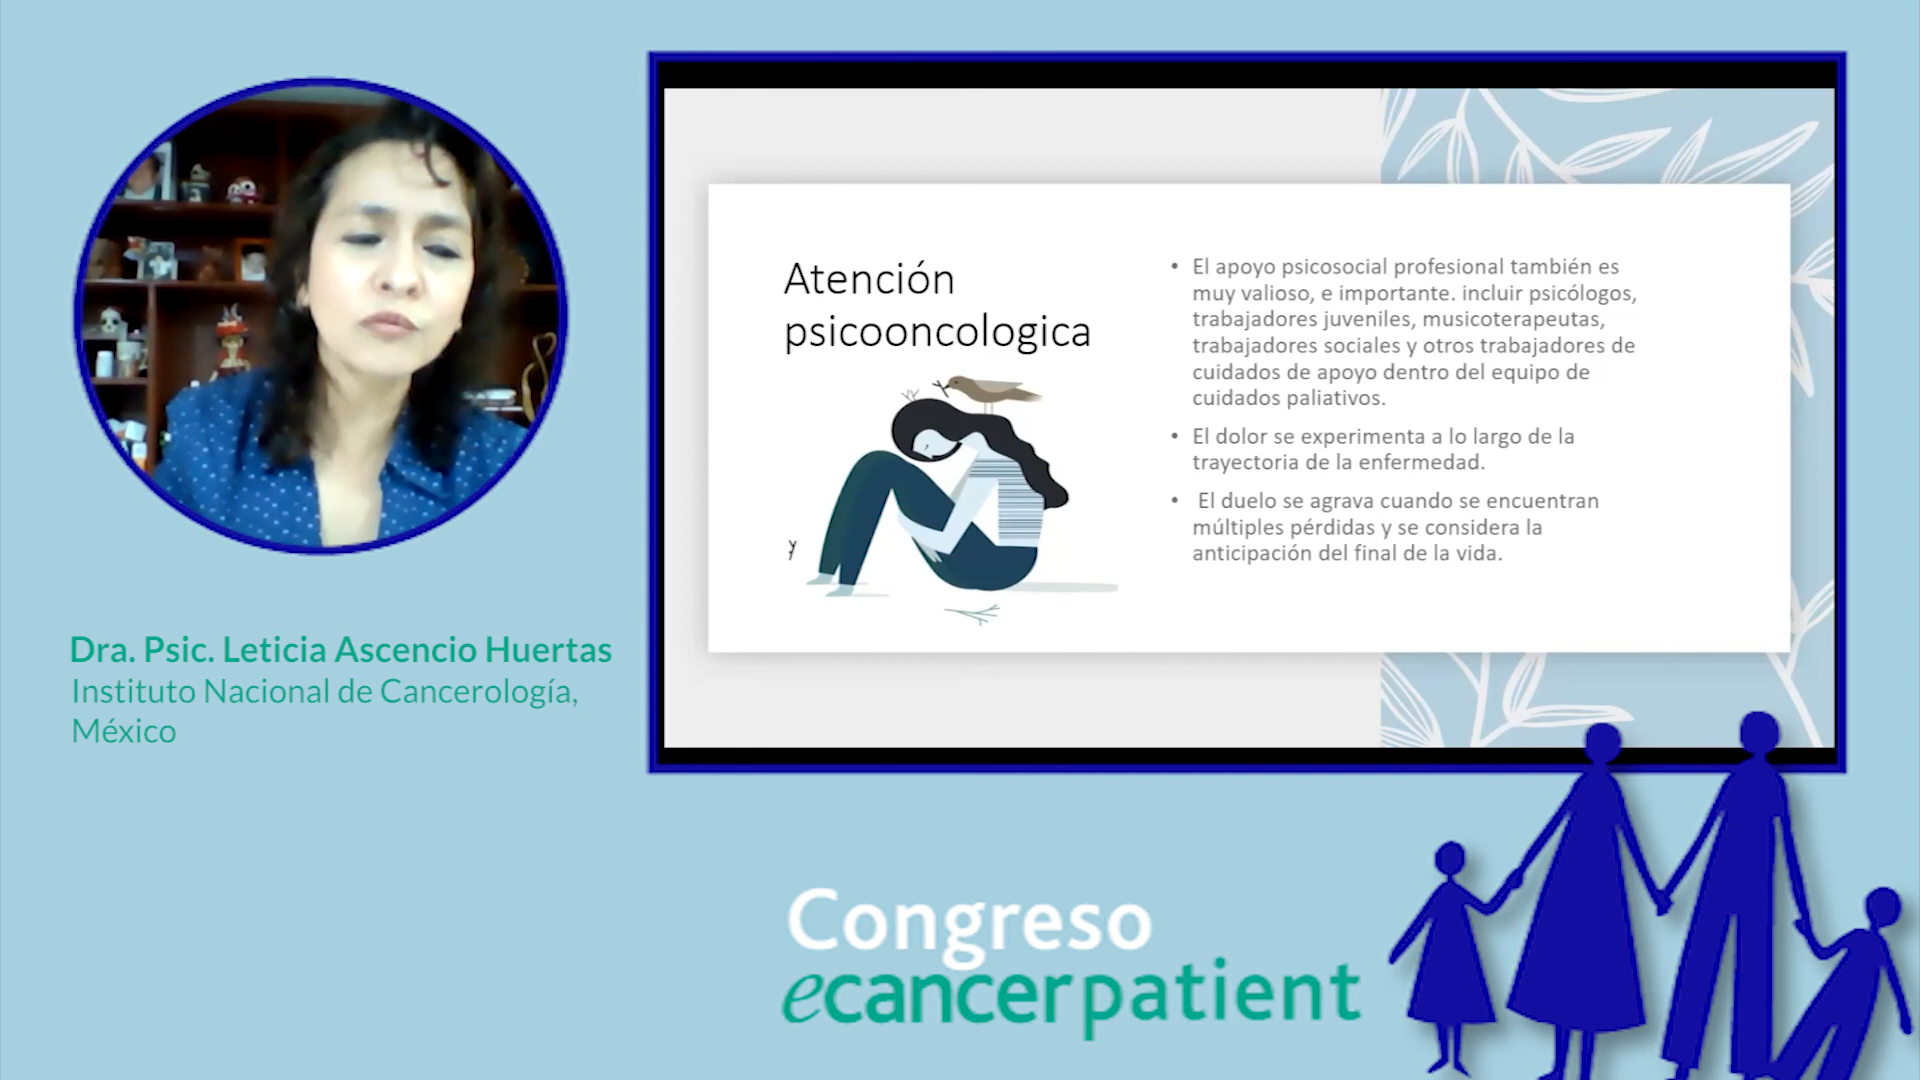 Atención
psicooncologica
• El apoyo psicosocial profesional también es
muy valioso, e importante. incluir psicólogos,
trabajadores juveniles, musicoterapeutas,
trabajadores sociales y otros trabajadores de
cuidados de apoyo dentro del equipo de
cuidados paliativos.
• El dolor se experimenta a lo largo de la
trayectoria de la enfermedad.
• El duelo se agrava cuando se encuentran
múltiples pérdidas y se considera la
anticipación del final de la vida.
Dra. Psic. Leticia Ascencio Huertas
Instituto Nacional de Cancerología,
México
Congreso
ecancerpatient